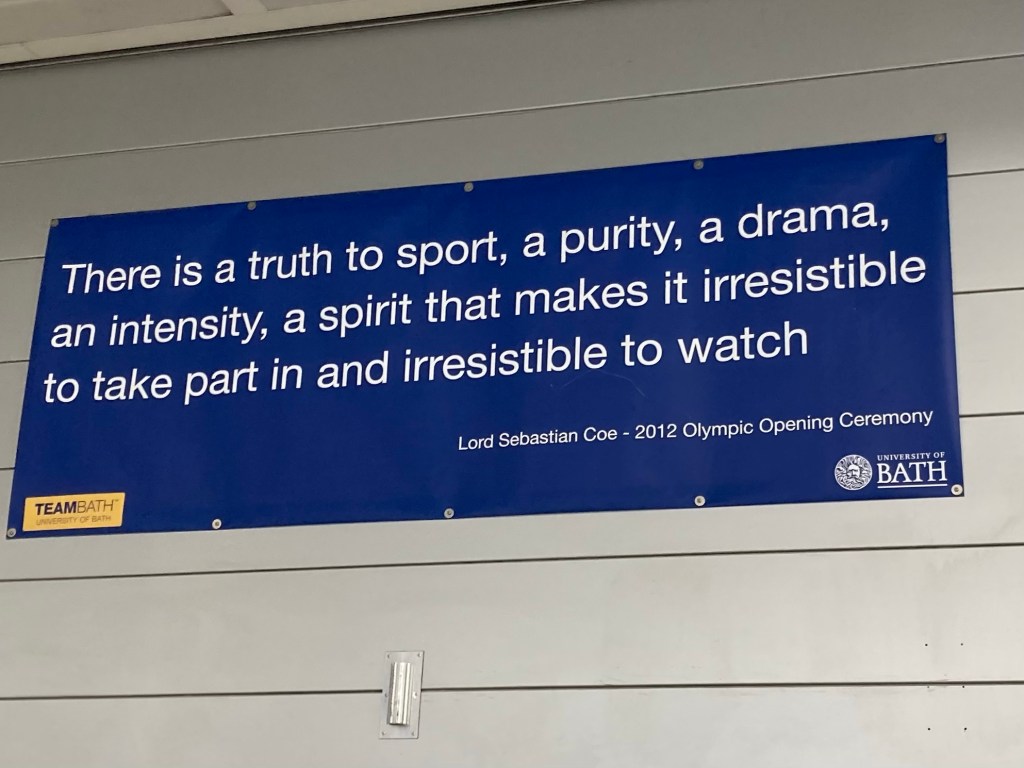 There is a truth to sport, a purity, a drama,
an intensity, a spirit that makes it irresistible
to take part in and irresistible to watch
Lord Sebastian Coe - 2012 Olympic Opening Ceremony
UNIVERSITY OF
BATH
TEAMBATH™
UNIVERSITY OF BATH